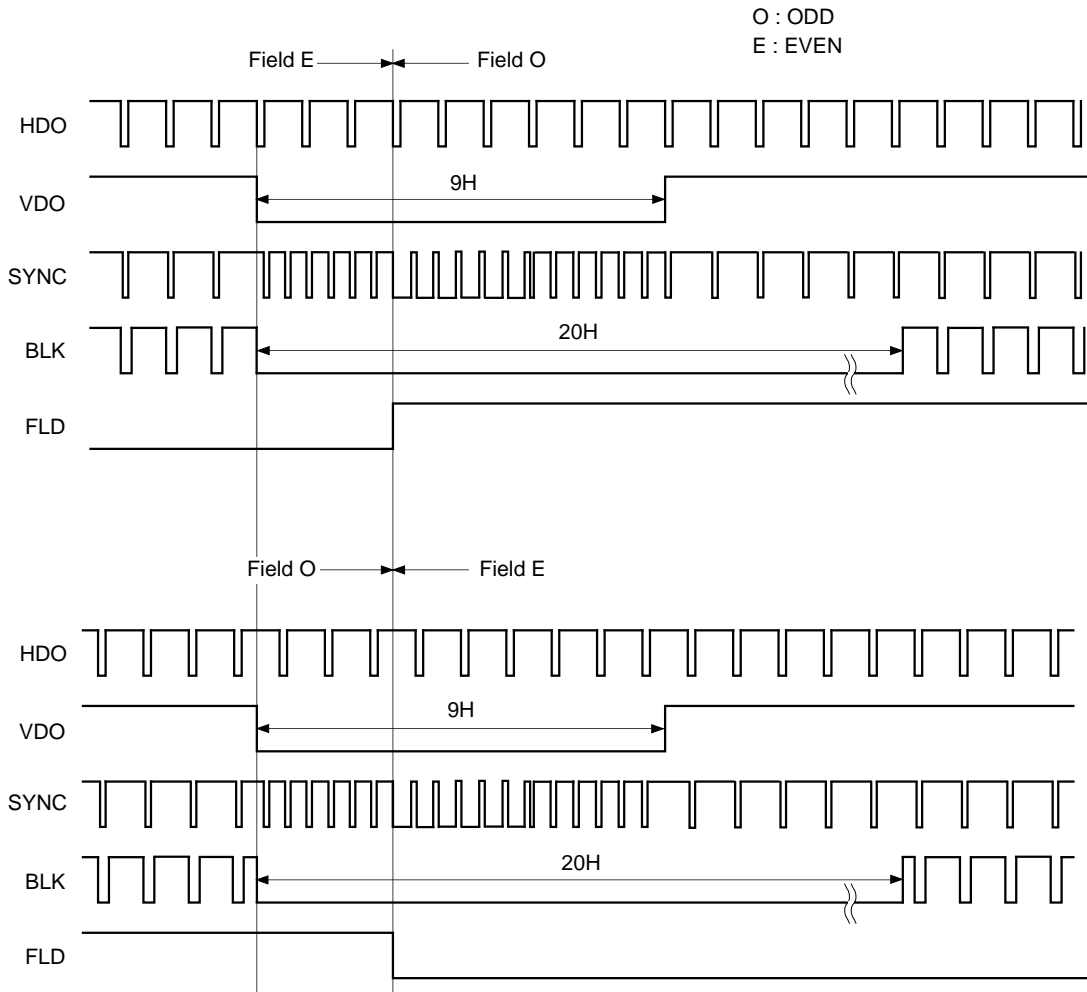 O : ODD
E : EVEN
Field E
Field O
HDO
VDO
9H
SYNC
BLK
20H
FLD
Field O
Field E
HDO
VDO
9H
SYNC
BLK
20H
FLD